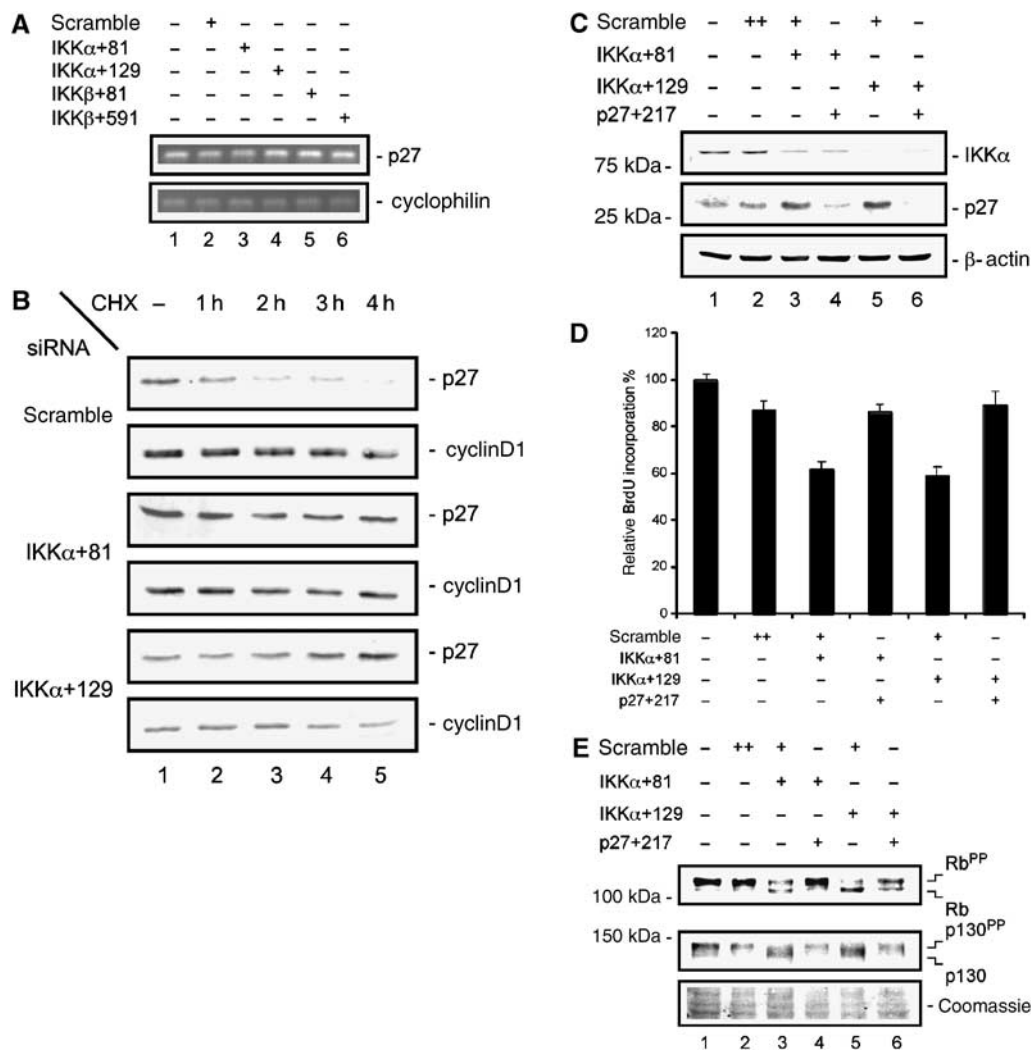 A
Scramble – + – – – –
IKKα+81 – – + – – –
IKKα+129 – – – + – –
IKKβ+81 – – – – + –
IKKβ+591 – – – – – +
- p27
- cyclophilin
1 2 3 4 5 6
B
CHX – 1 h 2 h 3 h 4 h
siRNA
- p27
Scramble
- cyclinD1
- p27
IKKα+81
- cyclinD1
- p27
IKKα+129
- cyclinD1
1 2 3 4 5
C
Scramble – ++ + – + –
IKKα+81 – – + + – –
IKKα+129 – – – – + +
p27+217 – – – + – +
75 kDa - - IKKα
25 kDa - - p27
- β- actin
1 2 3 4 5 6
D
Relative BrdU incorporation %
120
100
80
60
40
20
0
Scramble – ++ + – + –
IKKα+81 – – + + – –
IKKα+129 – – – – + +
p27+217 – – – + – +
E
Scramble – ++ + – + –
IKKα+81 – – + + – –
IKKα+129 – – – – + +
p27+217 – – – + – +
Rb^PP
100 kDa -
Rb
150 kDa -
p130^PP
p130
- Coomassie
1 2 3 4 5 6